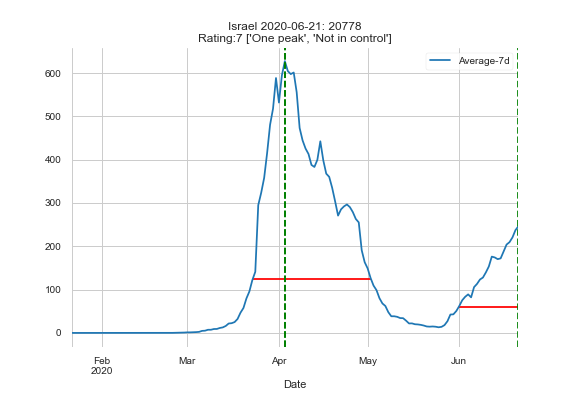 Israel 2020-06-21: 20778
Rating:7 ['One peak', 'Not in control']
Average-7d
600
500
400
300
200
100
0
Feb
2020
Mar
Apr
May
Jun
Date